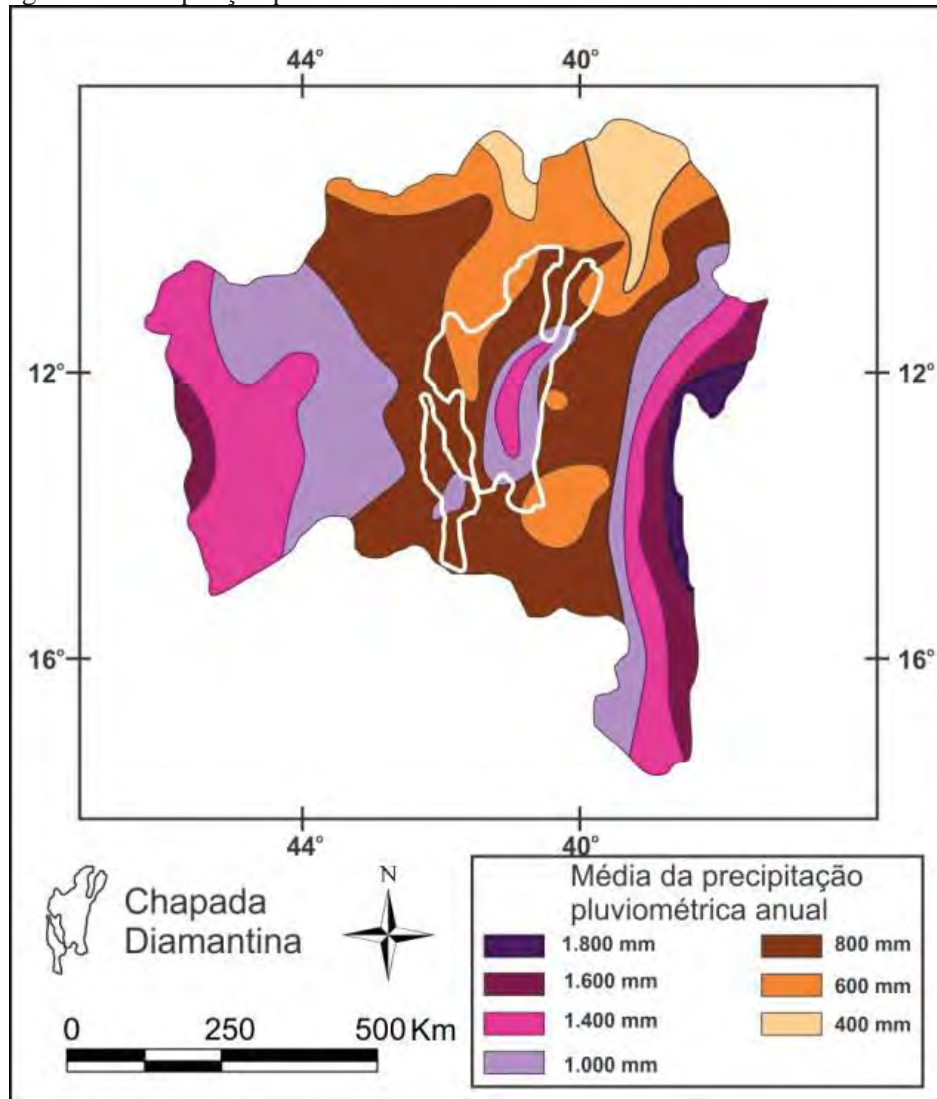 44° 40°
12° 12°
16° 16°
44° 40°
N
Chapada
Diamantina
0 250 500 Km
Média da precipitação
pluviométrica anual
1.800 mm 800 mm
1.600 mm 600 mm
1.400 mm 400 mm
1.000 mm